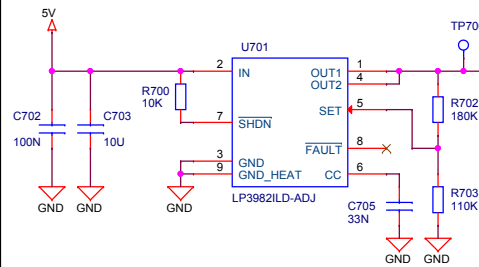 5V
TP70
U701
2 IN OUT1 1
OUT2 4
R700
10K
R702
180K
SET 5
C702
C703
7 SHDN
100N
10U
FAULT 8
3 GND
9 GND_HEAT
CC 6
R703
110K
LP3982ILD-ADJ
C705
33N
GND GND GND
GND GND